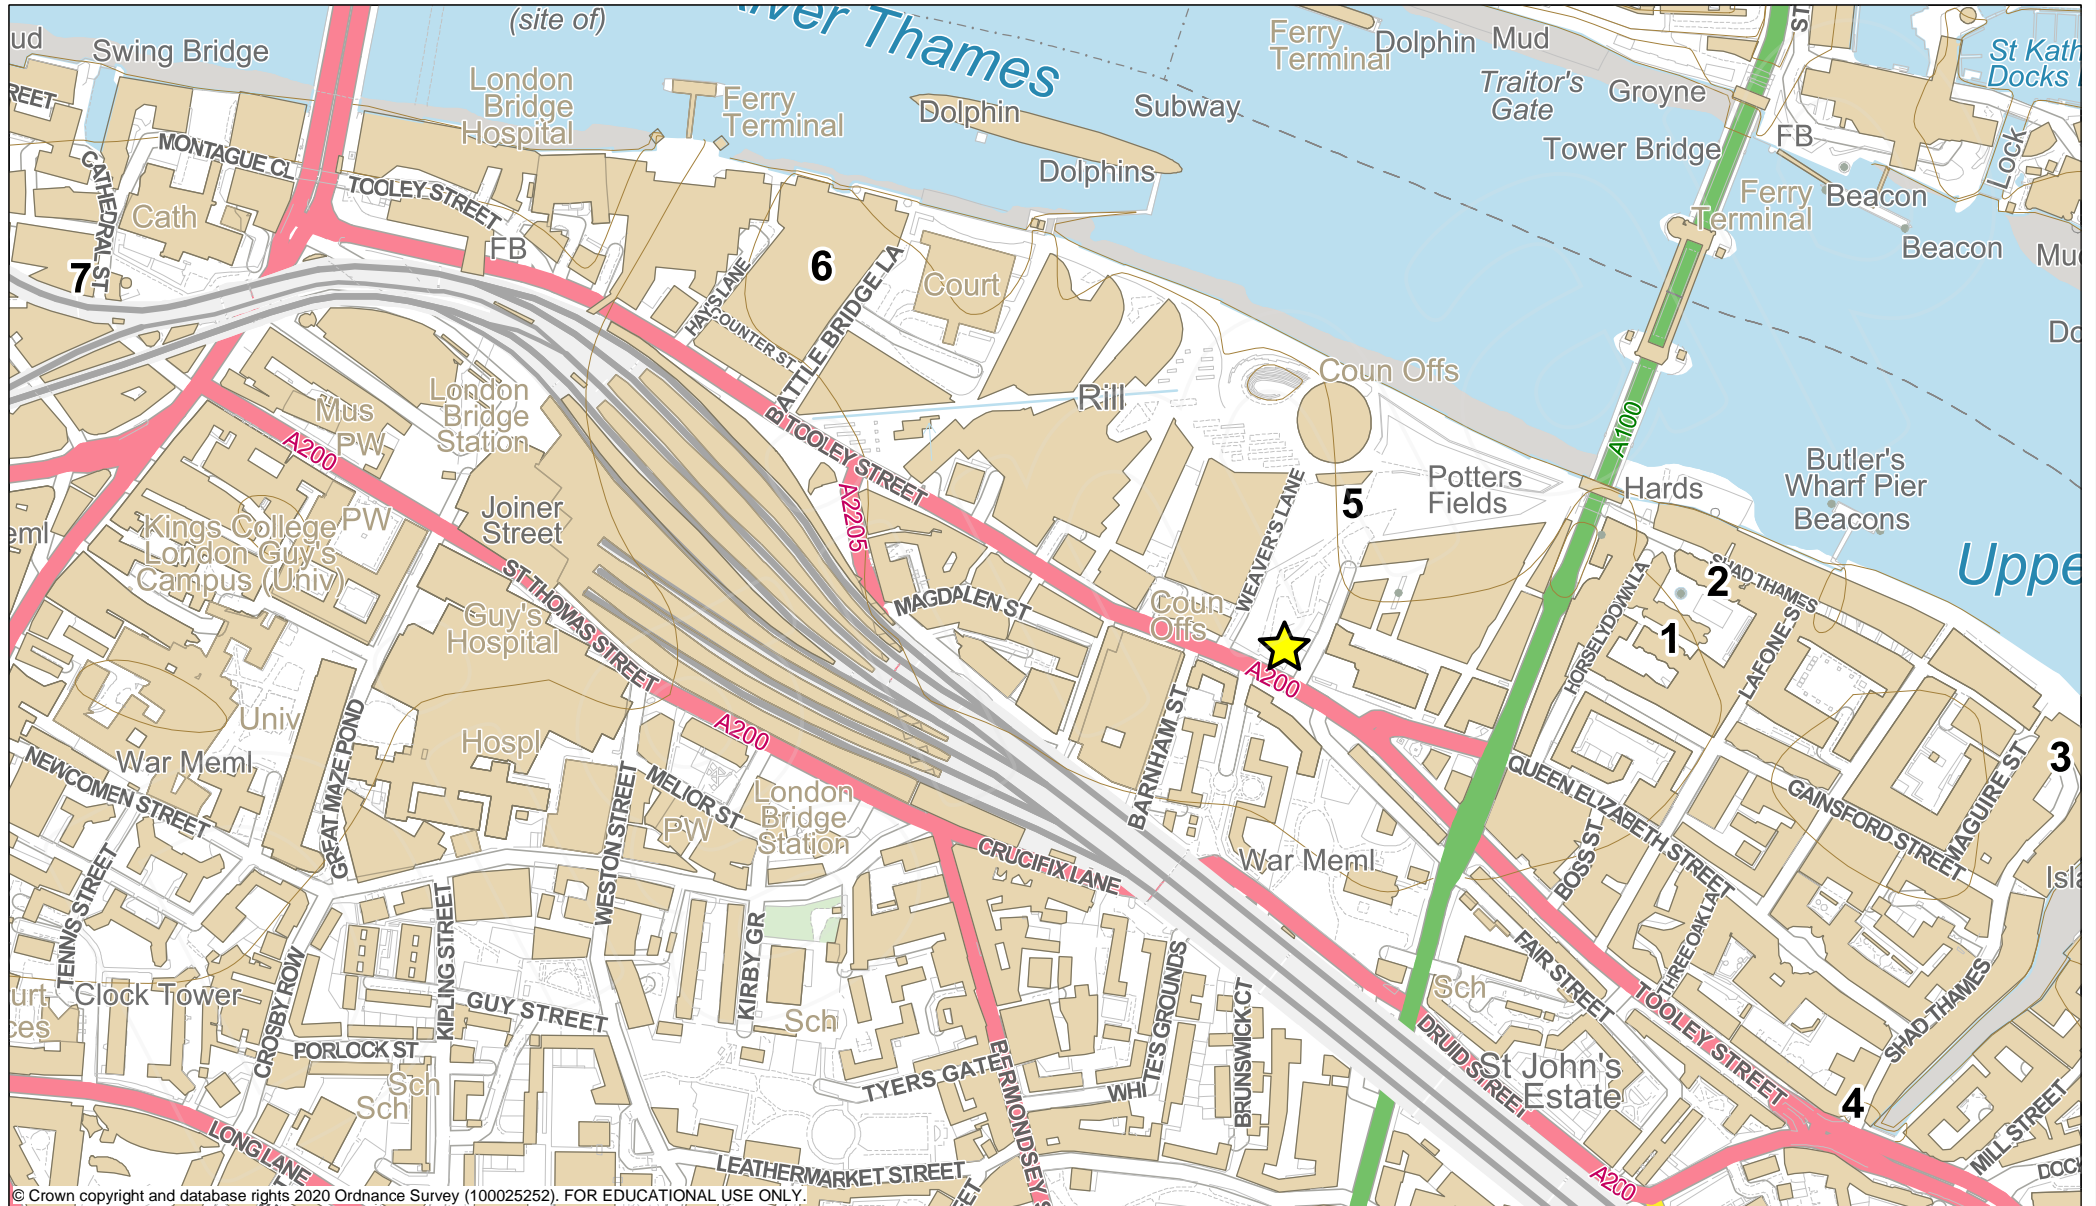 (site of)
River Thames
Swing Bridge
London
Bridge
Hospital
Ferry
Terminal
Dolphin
Dolphins
Subway
Ferry
Terminal
Dolphin
Mud
Traitor's
Gate
Groyne
Tower Bridge
FB
Ferry
Terminal
Beacon
Beacon
Lock
ST
St Kath
Docks
MONTAGUE CL
CATHEDRAL ST
Cath
TOOLEY STREET
FB
7
6
HAY'S LANE
COUNTER ST
BATTLE BRIDGE LA
Court
Coun Offs
Rill
A100
London
Bridge
Station
Mus
PW
A200
TOOLEY STREET
A2205
Joiner
Street
Kings College
London Guy's
Campus (Univ)
PW
ST THOMAS STREET
Guy's
Hospital
MAGDALEN ST
Coun
Offs
WEAVER'S LANE
5
Potters
Fields
Hards
Butler's
Wharf Pier
Beacons
Uppe
2
SHAD THAMES
1
HORSELYDOWN LA
LAFONE S
A200
3
Univ
War Meml
Hospl
A200
NEWCOMEN STREET
GREAT MAZE POND
MELIOR ST
PW
WESTON STREET
London
Bridge
Station
BARNHAM ST
CRUCIFIX LANE
War Meml
QUEEN ELIZABETH STREET
GAINSFORD STREET
MAGUIRE ST
BOSS ST
THREE OAK LA
TENNIS STREET
Clock Tower
CROSBY ROW
KIPLING STREET
GUY STREET
KIRBY GR
Sch
PORLOCK ST
Sch
Sch
TYERS GATE
WHITE'S GROUNDS
BRUNSWICK CT
BERMONDSEY S
Sch
FAIR STREET
DRUID STREET
St John's
Estate
TOOLEY STREET
SHAD THAMES
4
MILL STREET
DOCK
LONG LANE
LEATHERMARKET STREET
A200
© Crown copyright and database rights 2020 Ordnance Survey (100025252). FOR EDUCATIONAL USE ONLY.